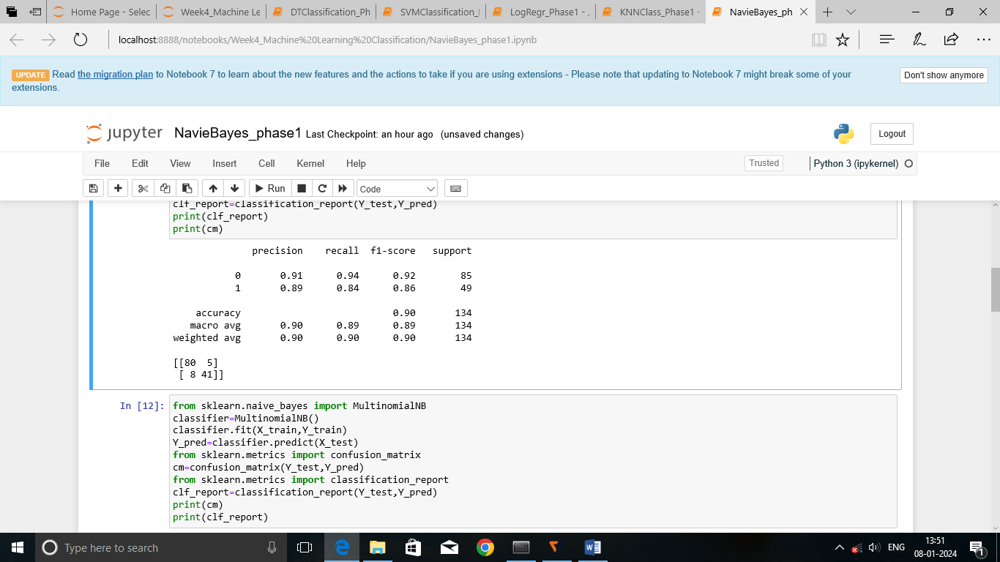 Home Page - Selec
Week4_Machine Le
DTClassification_Ph
SVMClassification_
LogRegr_Phase1 - .
KNNClass_Phase1 -
NavieBayes_ph
localhost:8888/notebooks/Week4_Machine%20Learning%20Classification/NavieBayes_phase1.ipynb
UPDATE Read the migration plan to Notebook 7 to learn about the new features and the actions to take if you are using extensions - Please note that updating to Notebook 7 might break some of your
extensions.
Don't show anymore
jupyter NavieBayes_phase1 Last Checkpoint: an hour ago (unsaved changes)
Logout
File Edit View Insert Cell Kernel Help
Trusted
Python 3 (ipykernel)
Run
Code
clf_report=classification_report(Y_test,Y_pred)
print(clf_report)
print(cm)
precision recall f1-score support
0 0.91 0.94 0.92 85
1 0.89 0.84 0.86 49
accuracy 0.90 134
macro avg 0.90 0.89 0.89 134
weighted avg 0.90 0.90 0.90 134
[[80 5]
[ 8 41]]
In [12]:
from sklearn.naive_bayes import MultinomialNB
classifier=MultinomialNB()
classifier.fit(X_train,Y_train)
Y_pred=classifier.predict(X_test)
from sklearn.metrics import confusion_matrix
cm=confusion_matrix(Y_test,Y_pred)
from sklearn.metrics import classification_report
clf_report=classification_report(Y_test,Y_pred)
print(cm)
print(clf_report)
Type here to search
ENG
13:51
08-01-2024
1